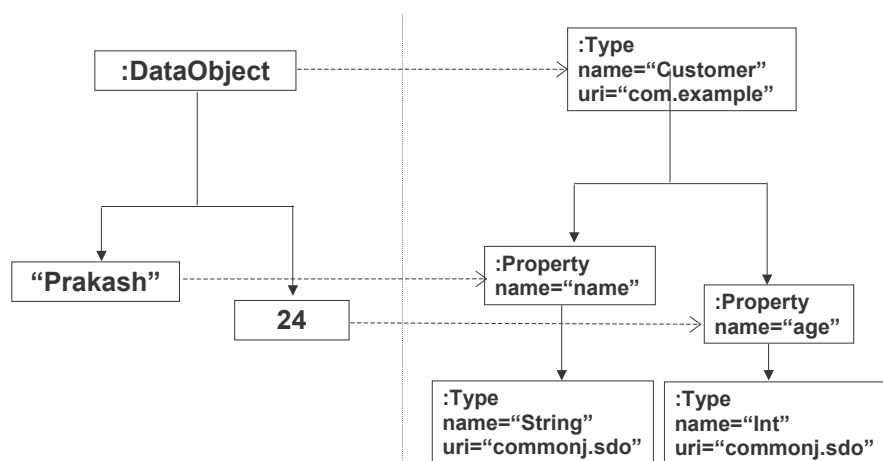 :DataObject
:Type
name=“Customer”
uri=“com.example”
“Prakash”
:Property
name=“name”
24
:Property
name=“age”
:Type
name=“String”
uri=“commonj.sdo”
:Type
name=“Int”
uri=“commonj.sdo”